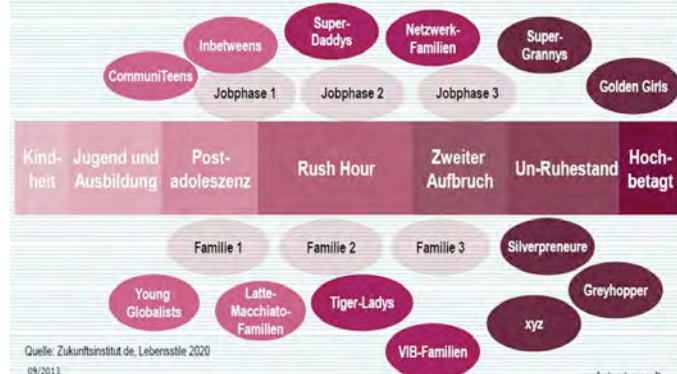 Super-
Daddys
Netzwerk-
Familien
Super-
Grannys
Inbetweens
CommuniTeens
Golden Girls
Jobphase 1
Jobphase 2
Jobphase 3
Kind-
heit
Jugend und
Ausbildung
Post-
adoleszenz
Rush Hour
Zweiter
Aufbruch
Un-Ruhestand
Hoch-
betagt
Familie 1
Familie 2
Familie 3
Silverpreneure
Young
Globalists
Latte-
Macchiato-
Familien
Tiger-Ladys
Greyhopper
xyz
VIB-Familien
Quelle: Zukunftsinstitut.de, Lebensstile 2020
09/2013